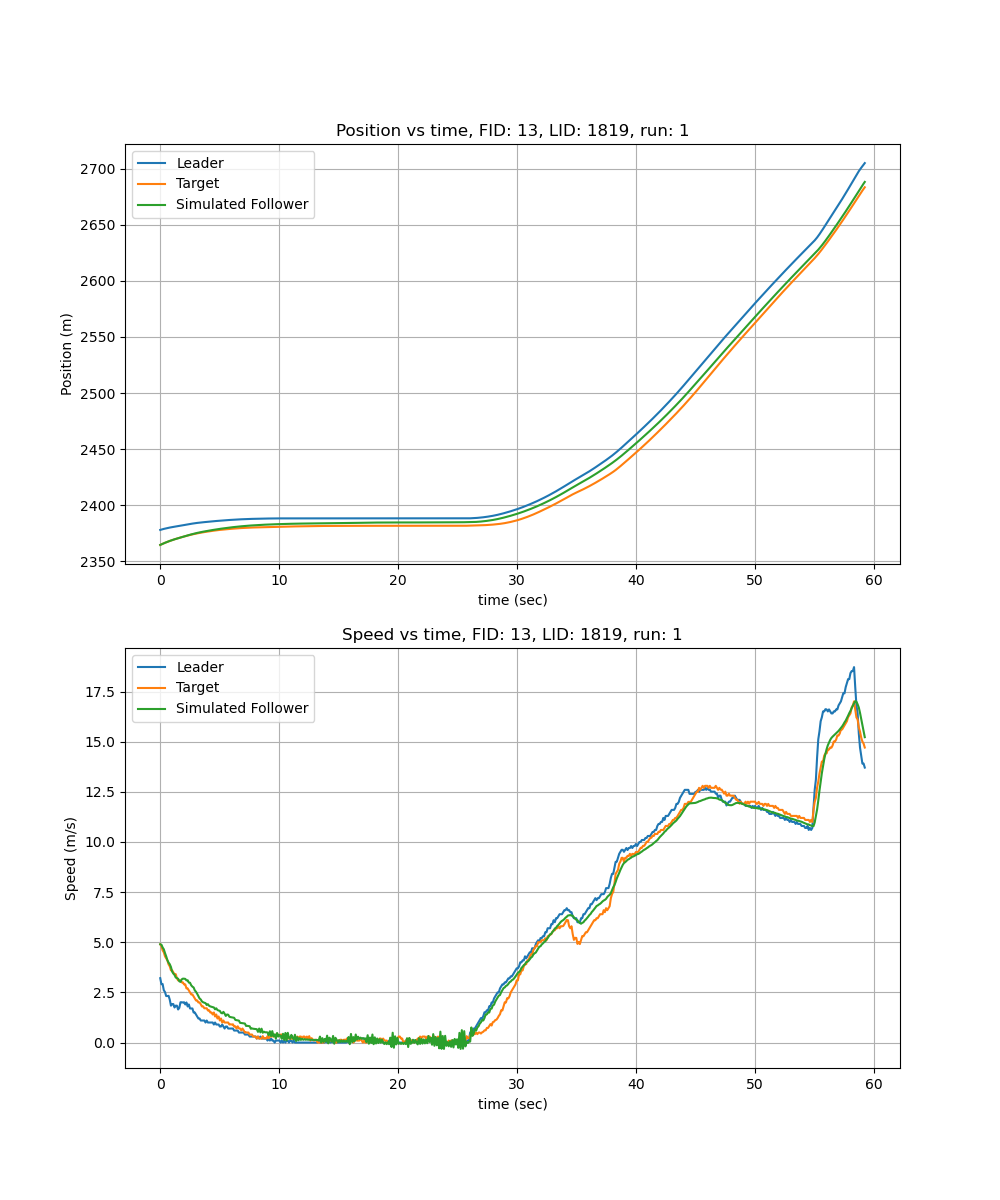 Position vs time, FID: 13, LID: 1819, run: 1
Leader
Target
Simulated Follower
2700
2650
2600
2550
2500
2450
2400
2350
Position (m)
0 10 20 30 40 50 60
time (sec)
Speed vs time, FID: 13, LID: 1819, run: 1
Leader
Target
Simulated Follower
17.5
15.0
12.5
10.0
7.5
5.0
2.5
0.0
Speed (m/s)
0 10 20 30 40 50 60
time (sec)